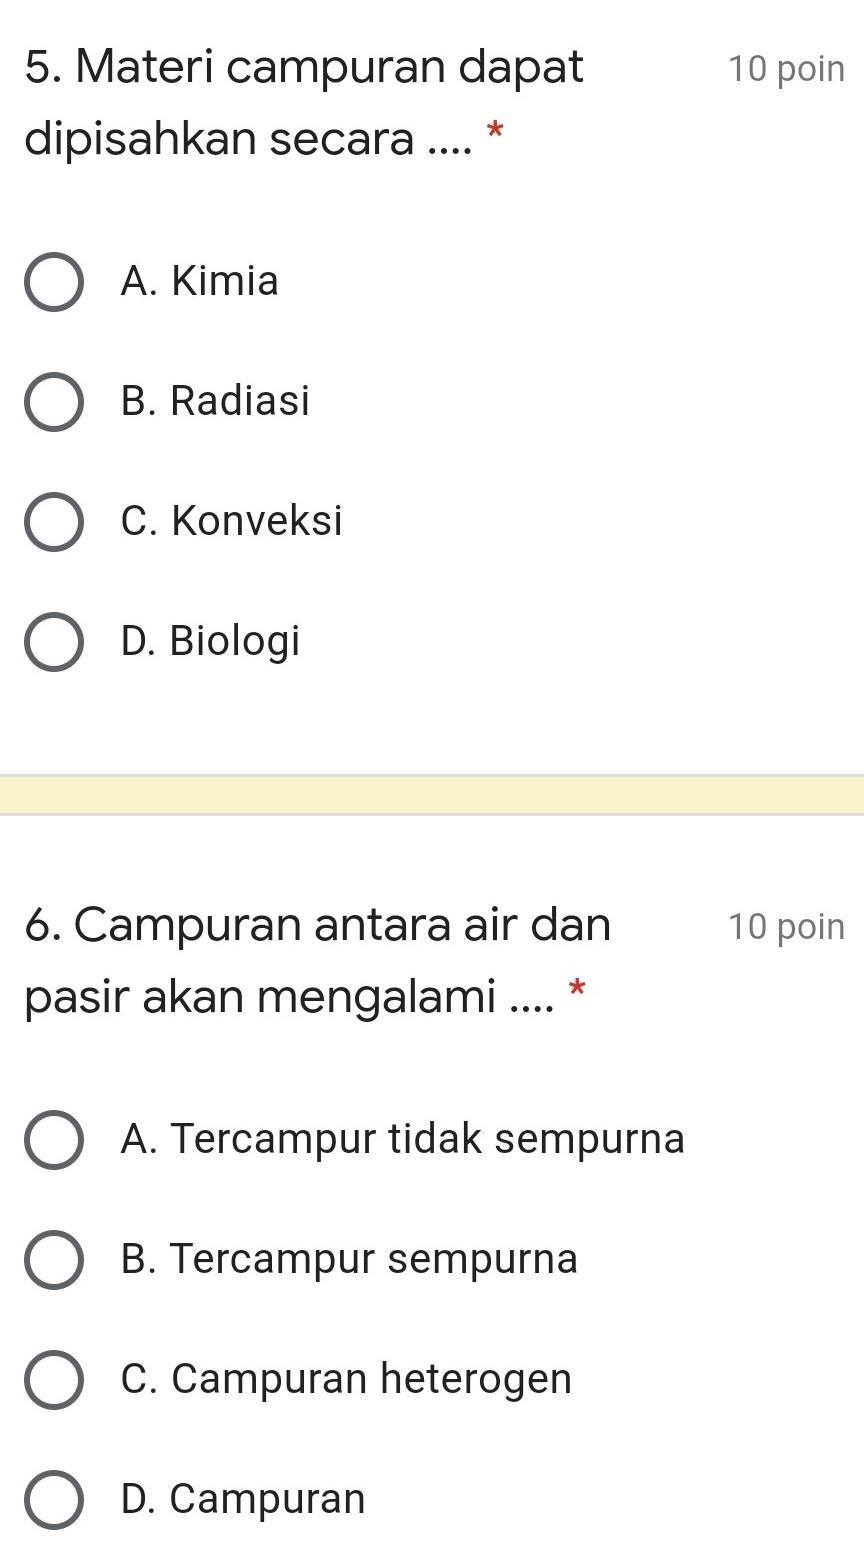 5. Materi campuran dapat
10 poin
dipisahkan secara .... *
A. Kimia
B. Radiasi
C. Konveksi
D. Biologi
6. Campuran antara air dan
10 poin
pasir akan mengalami .... *
A. Tercampur tidak sempurna
B. Tercampur sempurna
C. Campuran heterogen
D. Campuran